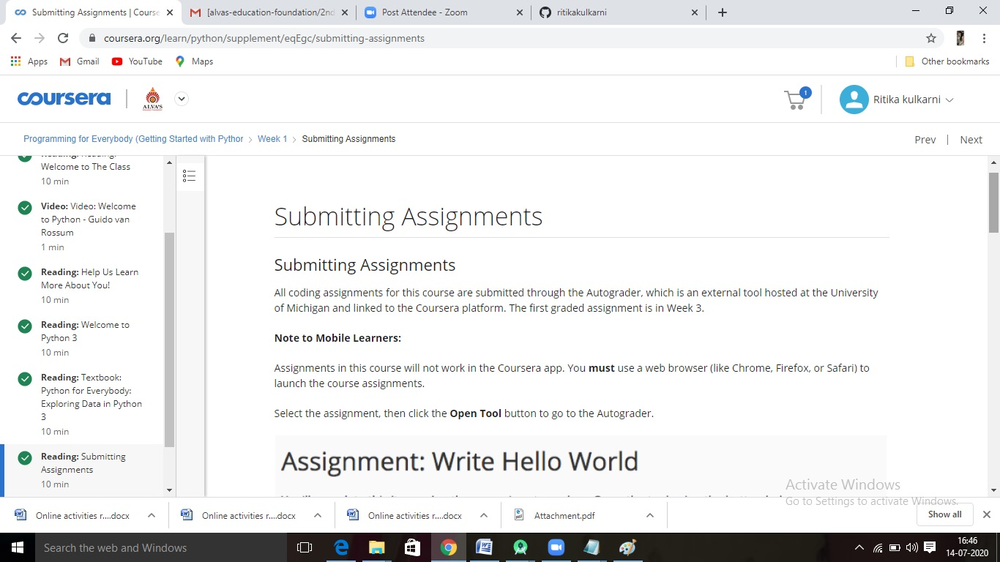 Submitting Assignments | Course
[alvas-education-foundation/2nd
Post Attendee - Zoom
ritikakulkarni
coursera.org/learn/python/supplement/eqEgc/submitting-assignments
Apps
Gmail
YouTube
Maps
Other bookmarks
coursera
ALVA'S
1
Ritika kulkarni
Programming for Everybody (Getting Started with Pythor > Week 1 > Submitting Assignments
Prev | Next
Welcome to The Class
10 min
Video: Video: Welcome
to Python - Guido van
Rossum
1 min
Reading: Help Us Learn
More About You!
10 min
Reading: Welcome to
Python 3
10 min
Reading: Textbook:
Python for Everybody:
Exploring Data in Python
3
10 min
Reading: Submitting
Assignments
10 min
Submitting Assignments
Submitting Assignments
All coding assignments for this course are submitted through the Autograder, which is an external tool hosted at the University
of Michigan and linked to the Coursera platform. The first graded assignment is in Week 3.
Note to Mobile Learners:
Assignments in this course will not work in the Coursera app. You must use a web browser (like Chrome, Firefox, or Safari) to
launch the course assignments.
Select the assignment, then click the Open Tool button to go to the Autograder.
Assignment: Write Hello World
Activate Windows
Go to Settings to activate Windows.
Online activities r....docx
Online activities r....docx
Online activities r....docx
Attachment.pdf
Show all
Search the web and Windows
16:46
14-07-2020